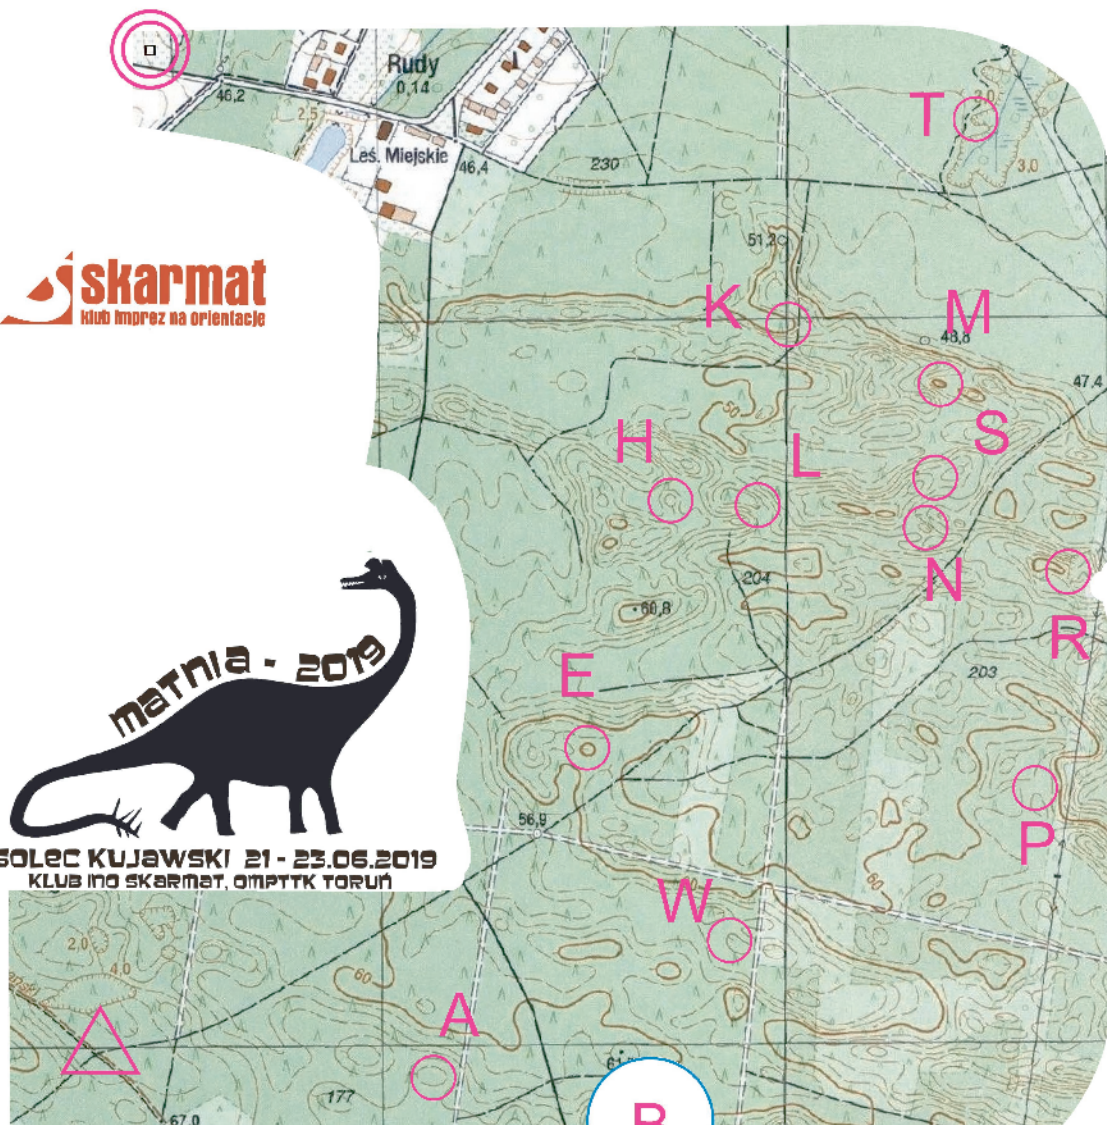 Rudy
0,14
46,2
2,5
Leś. Miejskie
46,4
230
2,0
T
3,0
51,2
skarmat
klub imprez na orientację
K
M
48,8
47,4
50
H
L
S
N
204
60,8
R
E
203
MATNIA - 2019
56,9
P
SOLEC KUJAWSKI 21 - 23.06.2019
KLUB INO SKARMAT, OMPTTK TORUŃ
60
W
2,0
4,0
60
A
177
67,0
B